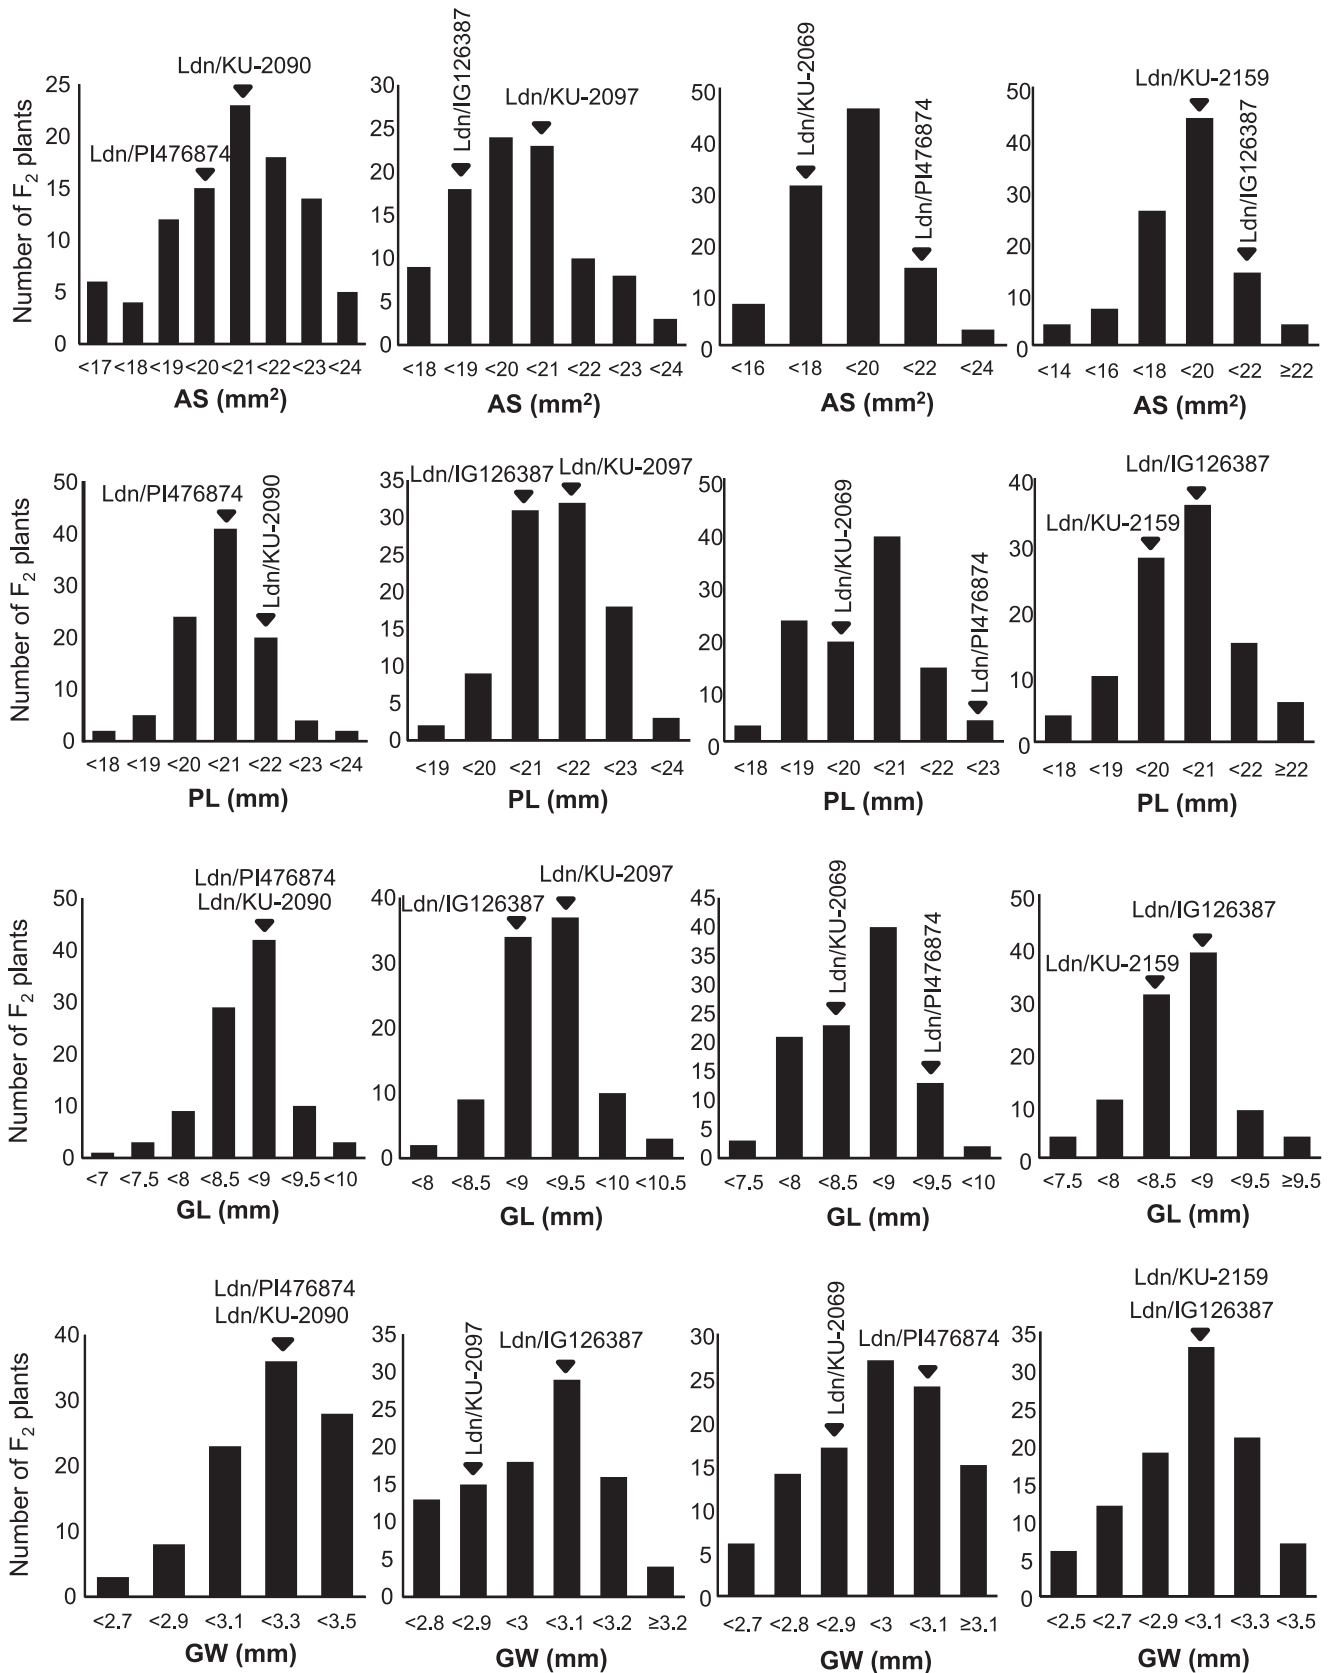 Number of F2 plants
Ldn/KU-2090
Ldn/PI476874
25
20
15
10
5
0
<17 <18 <19 <20 <21 <22 <23 <24
AS (mm2)
Ldn/IG126387
Ldn/KU-2097
30
25
20
15
10
5
0
<18 <19 <20 <21 <22 <23 <24
AS (mm2)
Ldn/KU-2069
Ldn/PI476874
50
40
30
20
10
0
<16 <18 <20 <22 <24
AS (mm2)
Ldn/KU-2159
Ldn/IG126387
50
40
30
20
10
0
<14 <16 <18 <20 <22 ≥22
AS (mm2)
Number of F2 plants
Ldn/PI476874
Ldn/KU-2090
50
40
30
20
10
0
<18 <19 <20 <21 <22 <23 <24
PL (mm)
Ldn/IG126387
Ldn/KU-2097
35
30
25
20
15
10
5
0
<19 <20 <21 <22 <23 <24
PL (mm)
Ldn/KU-2069
Ldn/PI476874
50
40
30
20
10
0
<18 <19 <20 <21 <22 <23
PL (mm)
Ldn/IG126387
Ldn/KU-2159
40
30
20
10
0
<18 <19 <20 <21 <22 ≥22
PL (mm)
Number of F2 plants
Ldn/PI476874
Ldn/KU-2090
50
40
30
20
10
0
<7 <7.5 <8 <8.5 <9 <9.5 <10
GL (mm)
Ldn/KU-2097
Ldn/IG126387
40
30
20
10
0
<8 <8.5 <9 <9.5 <10 <10.5
GL (mm)
Ldn/KU-2069
Ldn/PI476874
45
40
35
30
25
20
15
10
5
0
<7.5 <8 <8.5 <9 <9.5 <10
GL (mm)
Ldn/IG126387
Ldn/KU-2159
50
40
30
20
10
0
<7.5 <8 <8.5 <9 <9.5 ≥9.5
GL (mm)
Number of F2 plants
Ldn/PI476874
Ldn/KU-2090
40
30
20
10
0
<2.7 <2.9 <3.1 <3.3 <3.5
GW (mm)
Ldn/KU-2097
Ldn/IG126387
35
30
25
20
15
10
5
0
<2.8 <2.9 <3 <3.1 <3.2 ≥3.2
GW (mm)
Ldn/KU-2069
Ldn/PI476874
30
25
20
15
10
5
0
<2.7 <2.8 <2.9 <3 <3.1 ≥3.1
GW (mm)
Ldn/KU-2159
Ldn/IG126387
35
30
25
20
15
10
5
0
<2.5 <2.7 <2.9 <3.1 <3.3 <3.5
GW (mm)